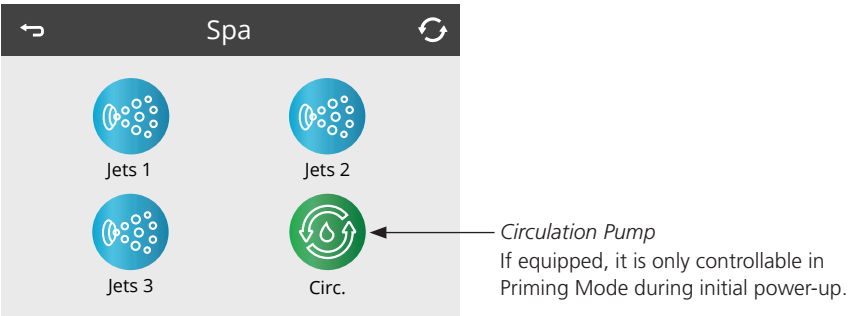 Spa
Jets 1
Jets 2
Jets 3
Circ.
Circulation Pump
If equipped, it is only controllable in
Priming Mode during initial power-up.